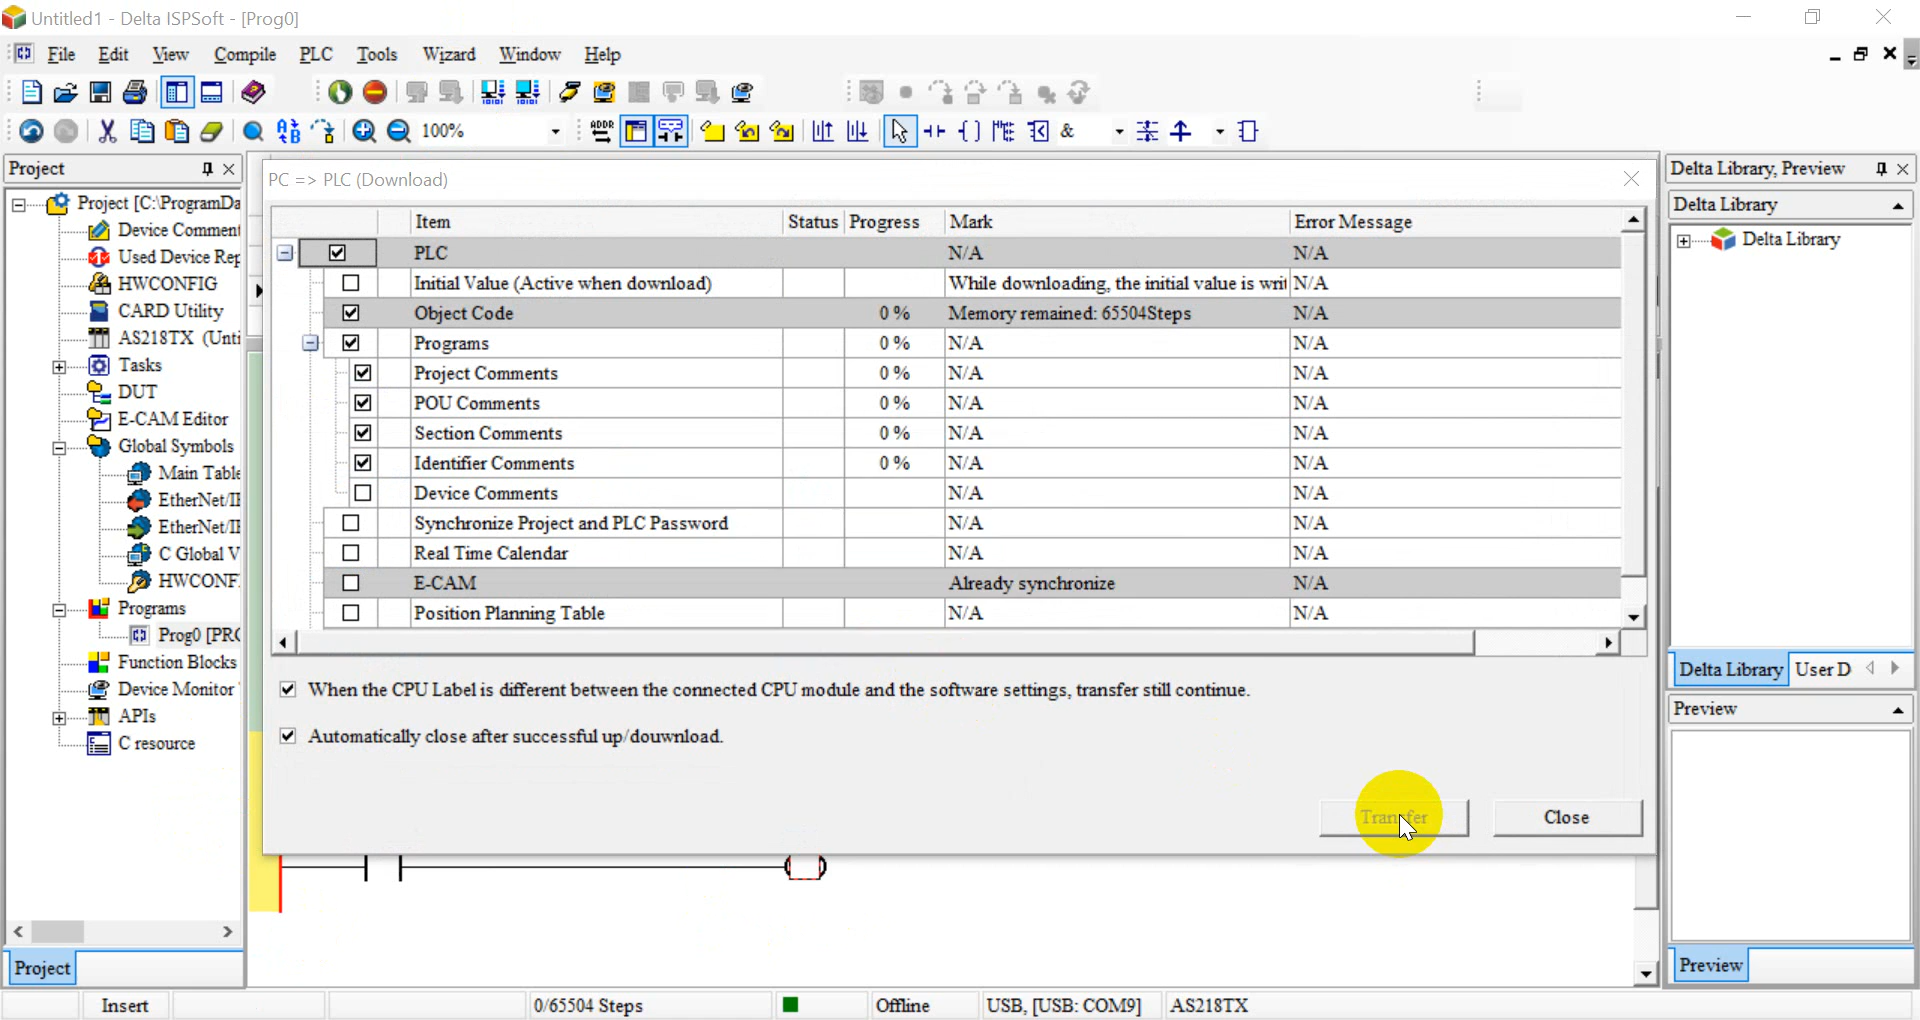 Untitled1 - Delta ISPSoft - [Prog0]
File Edit View Compile PLC Tools Wizard Window Help
100%
ADDR
&
Project
Project [C:\ProgramDa
Device Comment
Used Device Rep
HWCONFIG
CARD Utility
AS218TX (Unti
Tasks
DUT
E-CAM Editor
Global Symbols
Main Table
EtherNet/IP
EtherNet/IP
C Global V
HWCONF
Programs
Prog0 [PRG
Function Blocks
Device Monitor
APIs
C resource
Project
PC => PLC (Download)
Item Status Progress Mark Error Message
PLC N/A N/A
Initial Value (Active when download) While downloading, the initial value is writ N/A
Object Code 0 % Memory remained: 65504Steps N/A
Programs 0 % N/A N/A
Project Comments 0 % N/A N/A
POU Comments 0 % N/A N/A
Section Comments 0 % N/A N/A
Identifier Comments 0 % N/A N/A
Device Comments N/A N/A
Synchronize Project and PLC Password N/A N/A
Real Time Calendar N/A N/A
E-CAM Already synchronize N/A
Position Planning Table N/A N/A
When the CPU Label is different between the connected CPU module and the software settings, transfer still continue.
Automatically close after successful up/douwnload.
Transfer Close
Delta Library, Preview
Delta Library
Delta Library
Delta Library User D
Preview
Preview
Insert 0/65504 Steps Offline USB, [USB: COM9] AS218TX